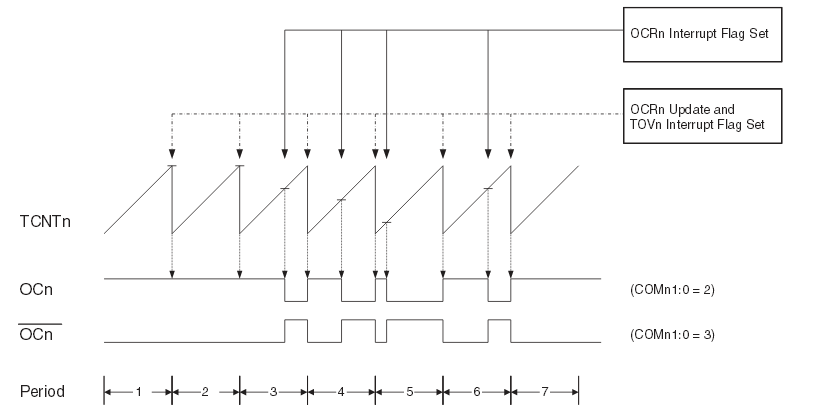 OCRn Interrupt Flag Set
OCRn Update and
TOVn Interrupt Flag Set
TCNTn
OCn
(COMn1:0 = 2)
OCn
(COMn1:0 = 3)
Period
1
2
3
4
5
6
7